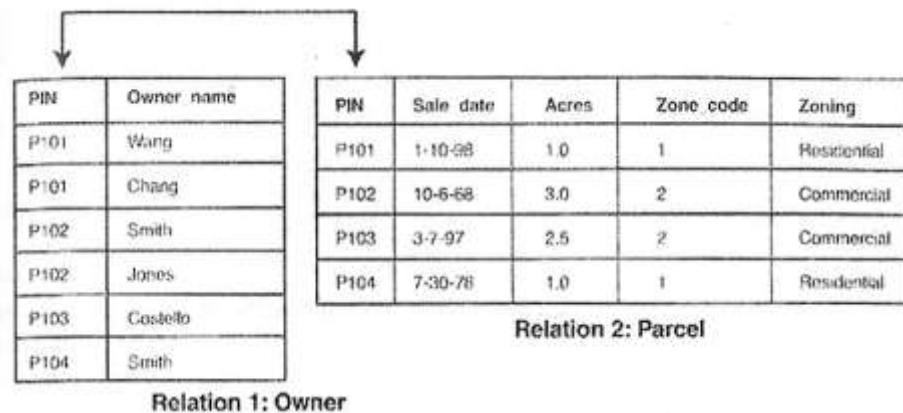 PIN Owner name
P101 Wang
P101 Chang
P102 Smith
P102 Jones
P103 Costello
P104 Smith
Relation 1: Owner
PIN Sale date Acres Zone code Zoning
P101 1-10-98 1.0 1 Residential
P102 10-6-68 3.0 2 Commercial
P103 3-7-97 2.5 2 Commercial
P104 7-30-78 1.0 1 Residential
Relation 2: Parcel